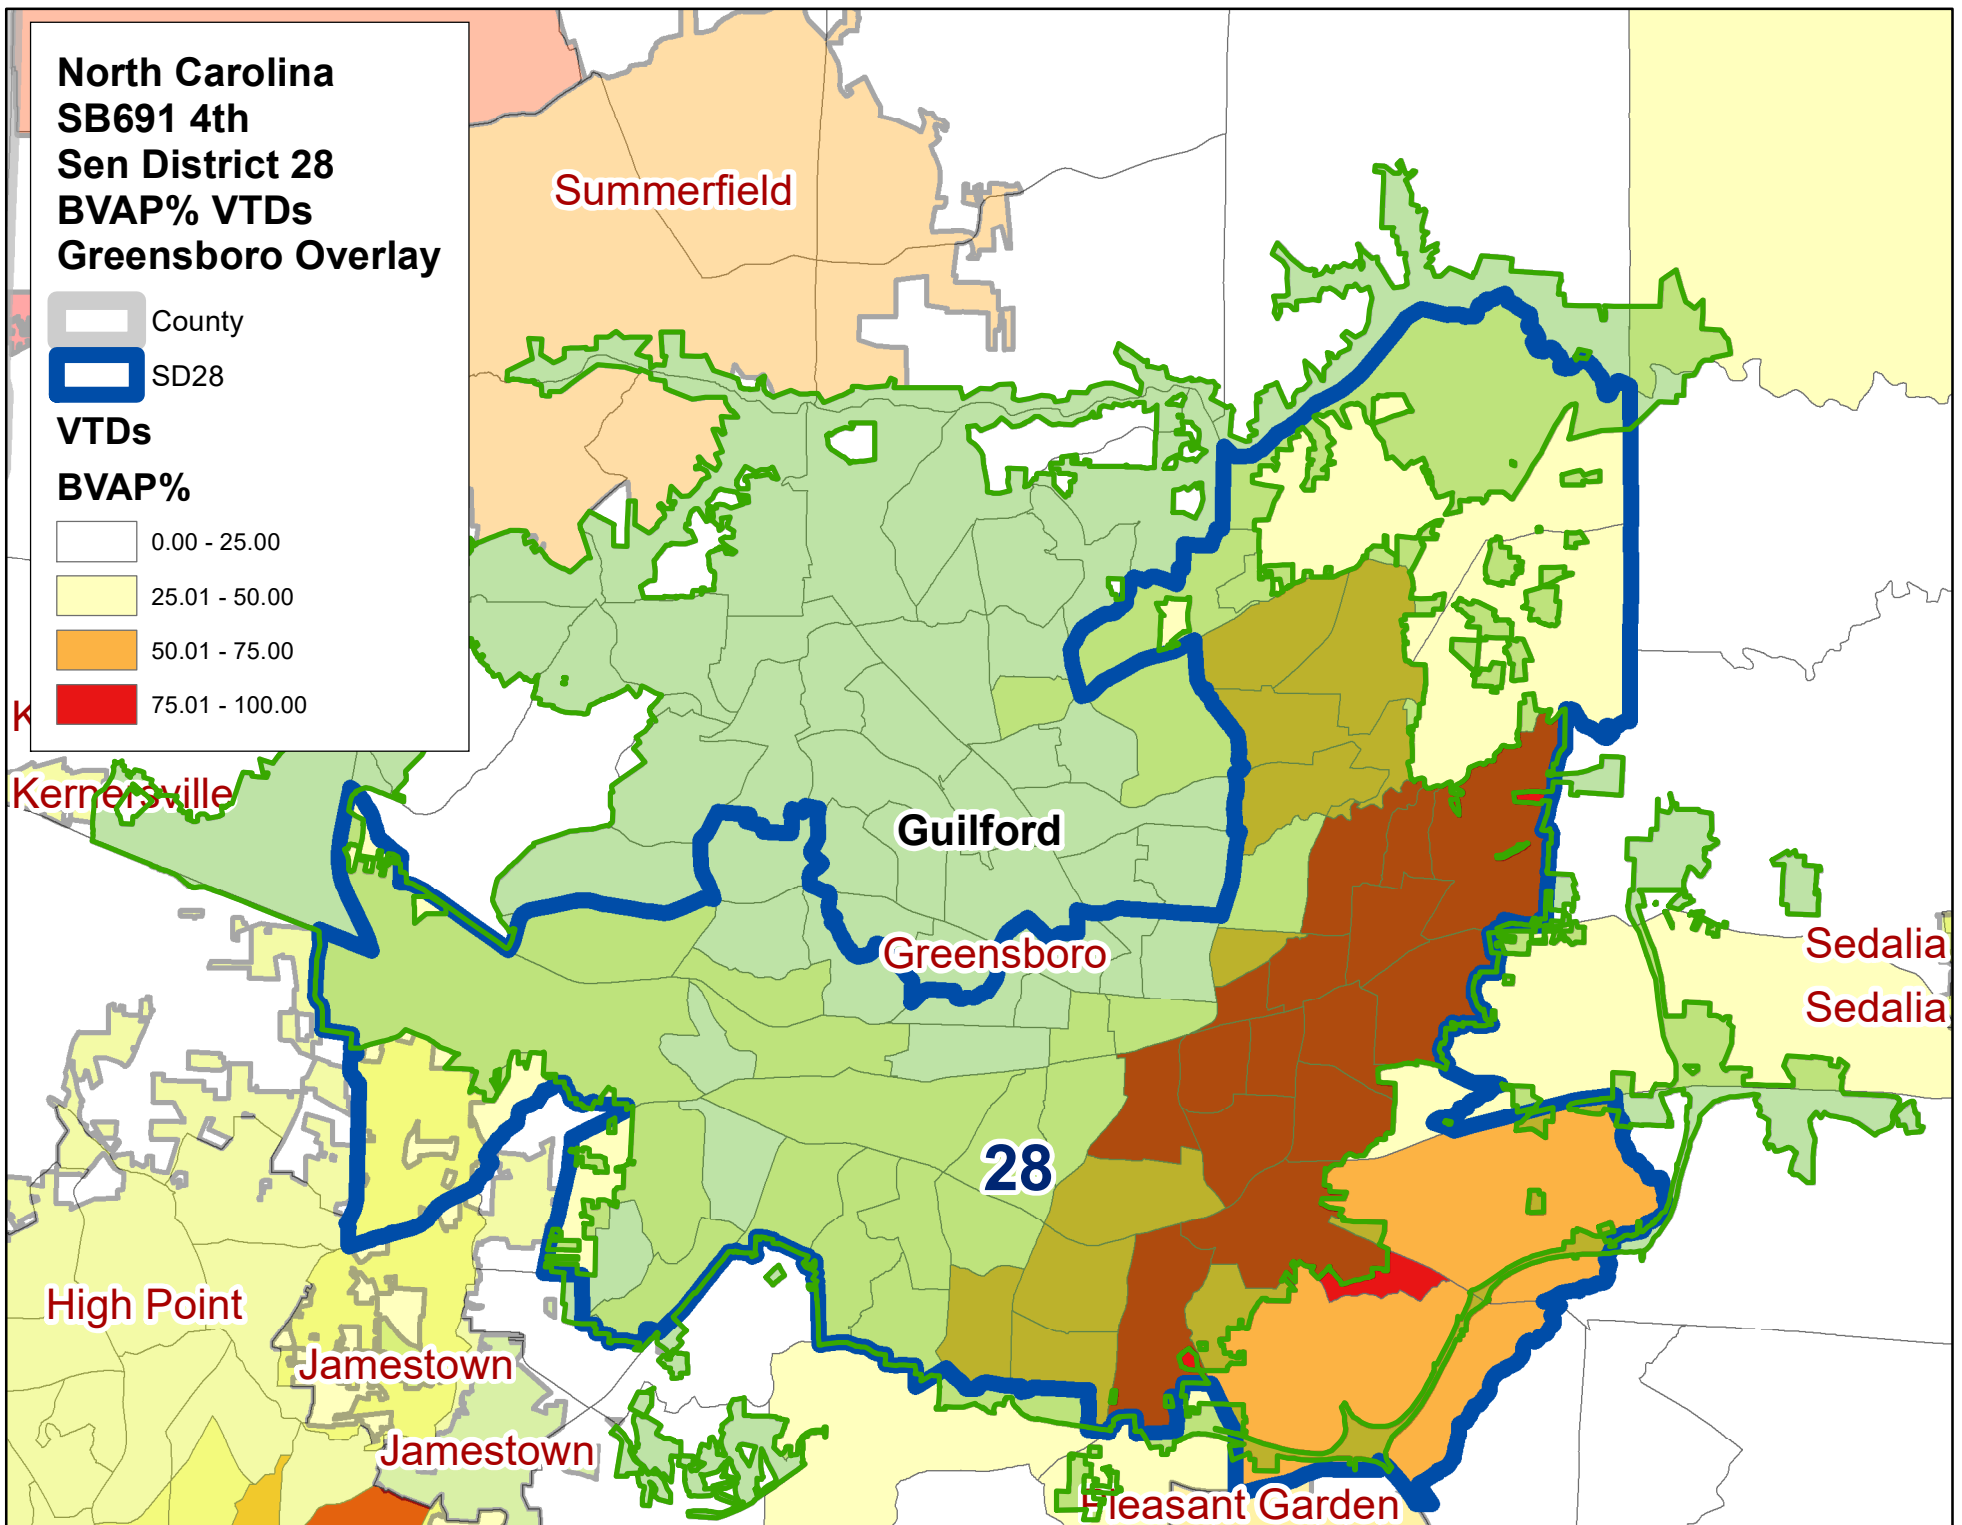 North Carolina
SB691 4th
Sen District 28
BVAP% VTDs
Greensboro Overlay
County
SD28
VTDs
BVAP%
0.00 - 25.00
25.01 - 50.00
50.01 - 75.00
75.01 - 100.00
Summerfield
K
Kernersville
Guilford
Greensboro
Sedalia
Sedalia
28
High Point
Jamestown
Jamestown
Pleasant Garden